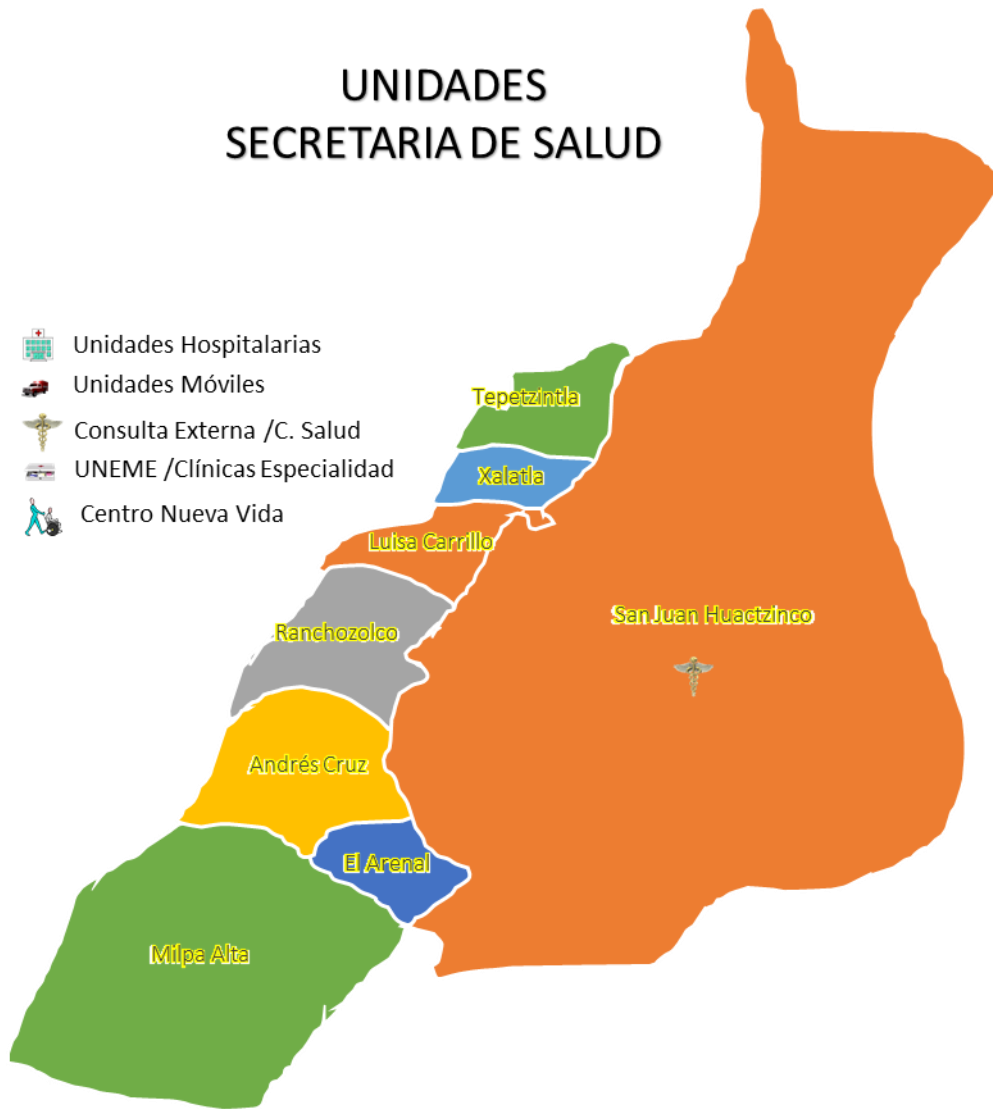 UNIDADES
SECRETARIA DE SALUD
Unidades Hospitalarias
Unidades Móviles
Consulta Externa /C. Salud
UNEME /Clínicas Especialidad
Centro Nueva Vida
Tepetzintla
Xalatla
Luisa Carrillo
San Juan Huactzinco
Ranchozolco
Andrés Cruz
El Arenal
Milpa Alta